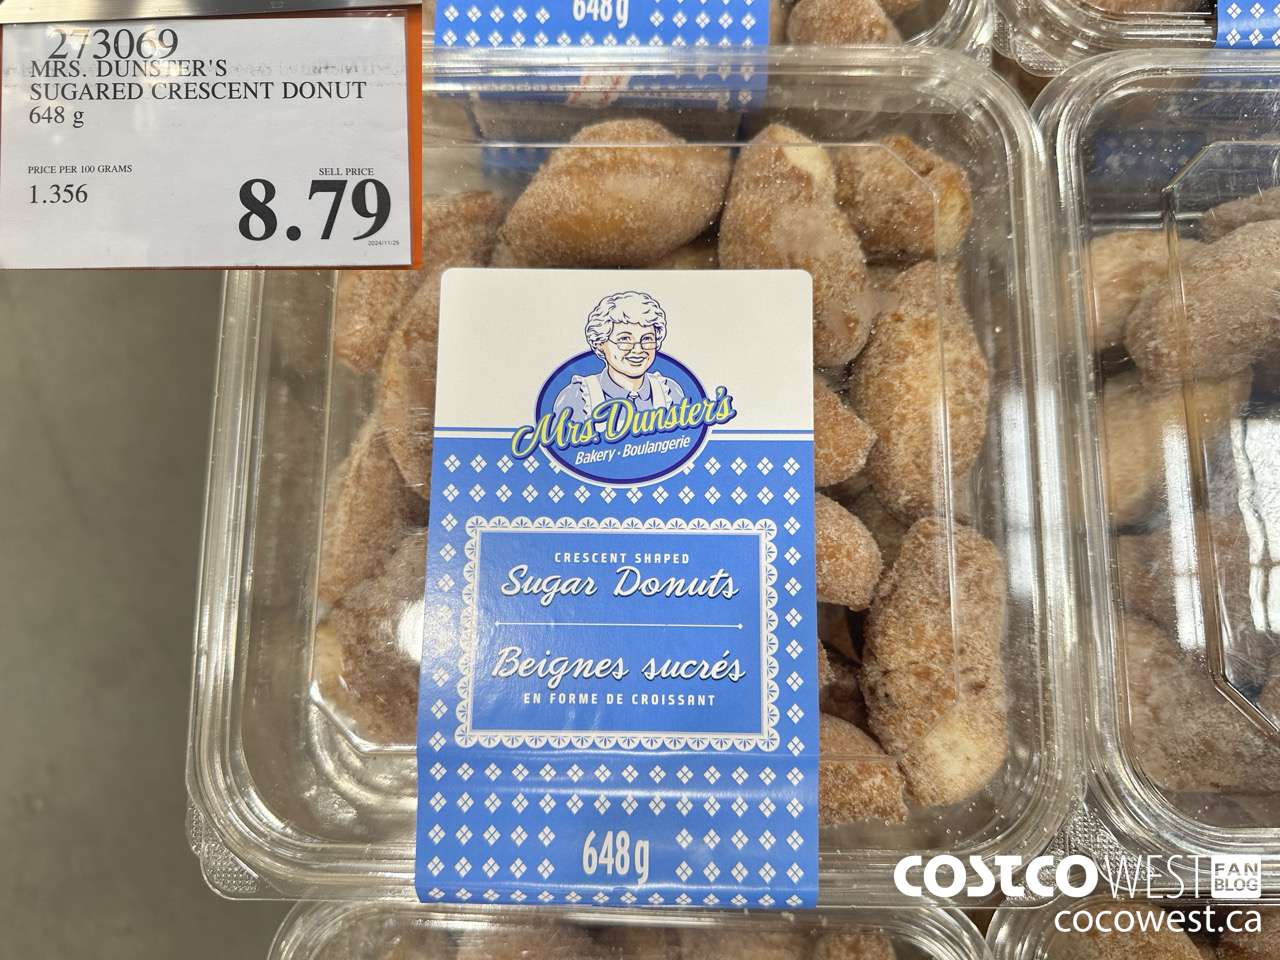 648g
273069
MRS. DUNSTER'S
SUGARED CRESCENT DONUT
648 g
PRICE PER 100 GRAMS
1.356
SELL PRICE
8.79
2024/11/25
Mrs. Dunster's
Bakery · Boulangerie
CRESCENT SHAPED
Sugar Donuts
Beignes sucrés
EN FORME DE CROISSANT
648g
COSTCO WEST FAN BLOG
cocowest.ca